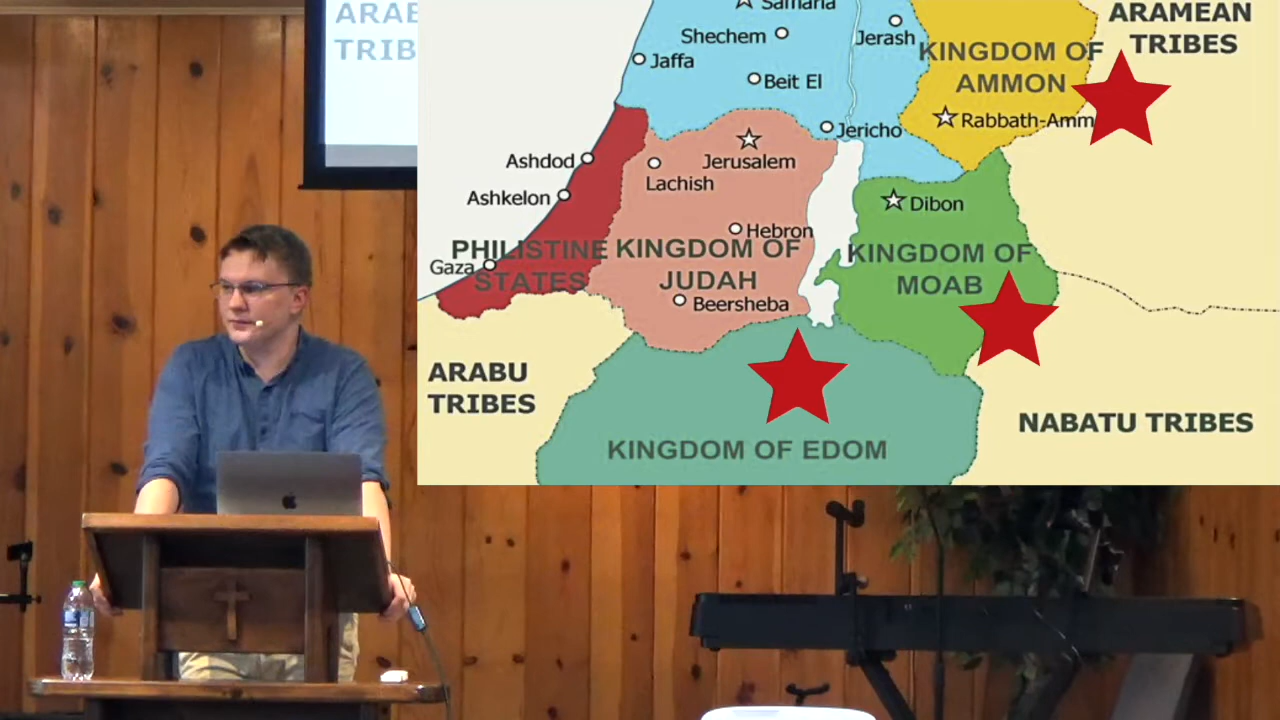 ARAB
TRIB
Samaria
Shechem
Jerash
Jaffa
Beit El
KINGDOM OF
AMMON
ARAMEAN
TRIBES
Rabbath-Amm
Jericho
Jerusalem
Ashdod
Lachish
Ashkelon
Dibon
Hebron
PHILISTINE
STATES
Gaza
KINGDOM OF
JUDAH
KINGDOM OF
MOAB
Beersheba
ARABU
TRIBES
NABATU TRIBES
KINGDOM OF EDOM